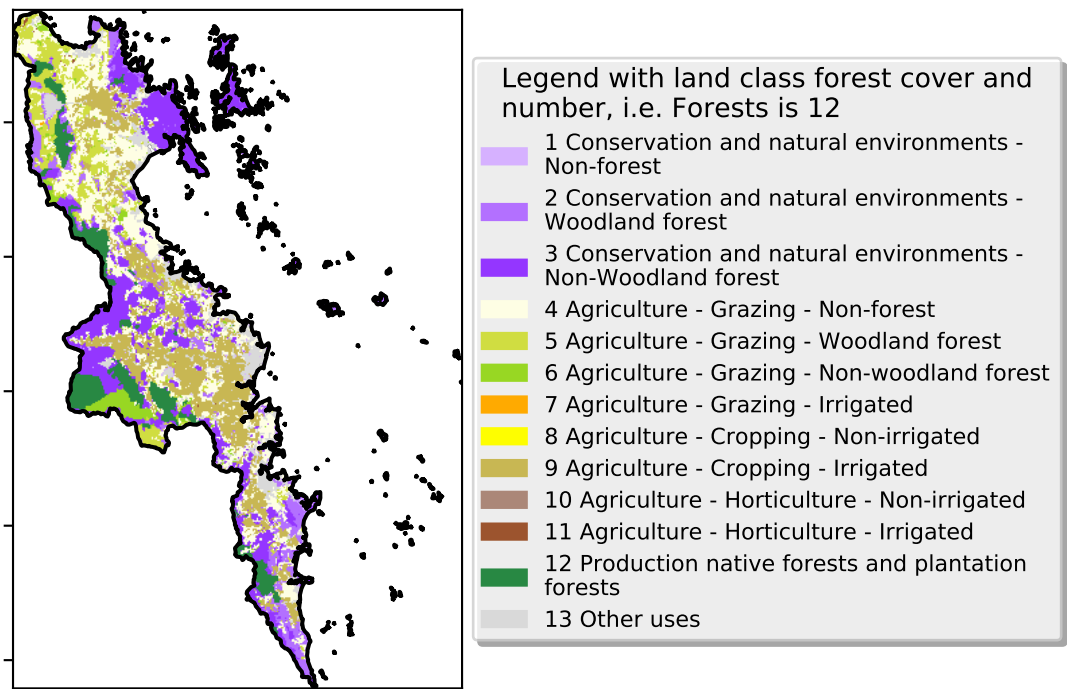 Legend with land class forest cover and
number, i.e. Forests is 12
1 Conservation and natural environments -
Non-forest
2 Conservation and natural environments -
Woodland forest
3 Conservation and natural environments -
Non-Woodland forest
4 Agriculture - Grazing - Non-forest
5 Agriculture - Grazing - Woodland forest
6 Agriculture - Grazing - Non-woodland forest
7 Agriculture - Grazing - Irrigated
8 Agriculture - Cropping - Non-irrigated
9 Agriculture - Cropping - Irrigated
10 Agriculture - Horticulture - Non-irrigated
11 Agriculture - Horticulture - Irrigated
12 Production native forests and plantation
forests
13 Other uses